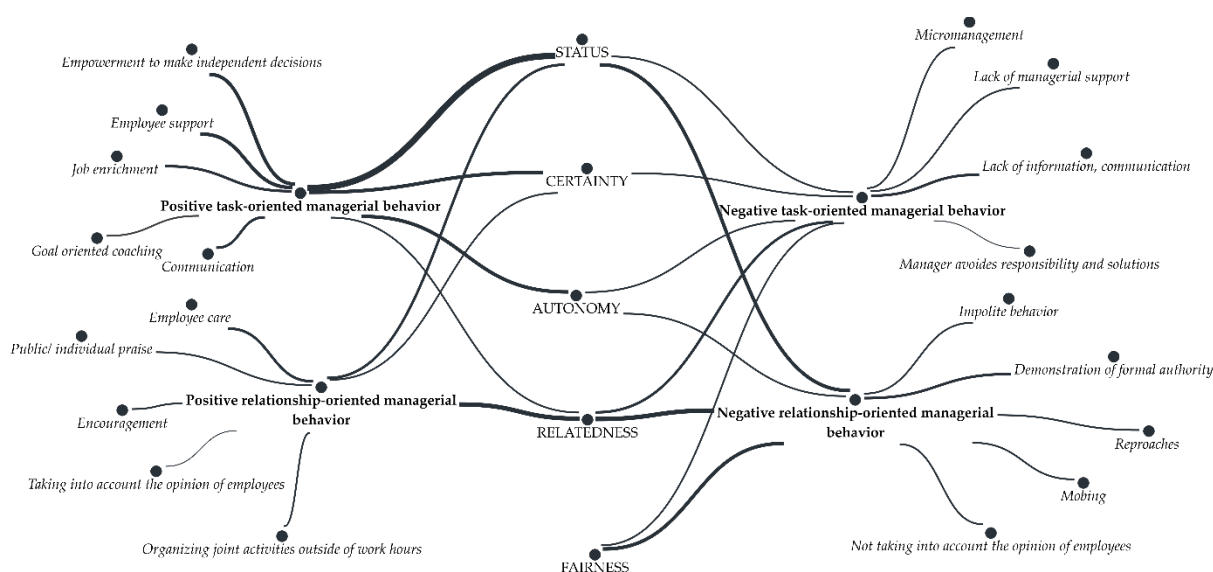 Micromanagement
STATUS
Empowerment to make independent decisions
Lack of managerial support
Employee support
Job enrichment
Lack of information, communication
CERTAINTY
Positive task-oriented managerial behavior
Negative task-oriented managerial behavior
Goal oriented coaching
Communication
Manager avoides responsibility and solutions
AUTONOMY
Employee care
Impolite behavior
Public/ individual praise
Demonstration of formal authority
Positive relationship-oriented managerial
behavior
Negative relationship-oriented managerial
behavior
Encouragement
RELATEDNESS
Reproaches
Taking into account the opinion of employees
Mobing
Organizing joint activities outside of work hours
Not taking into account the opinion of employees
FAIRNESS